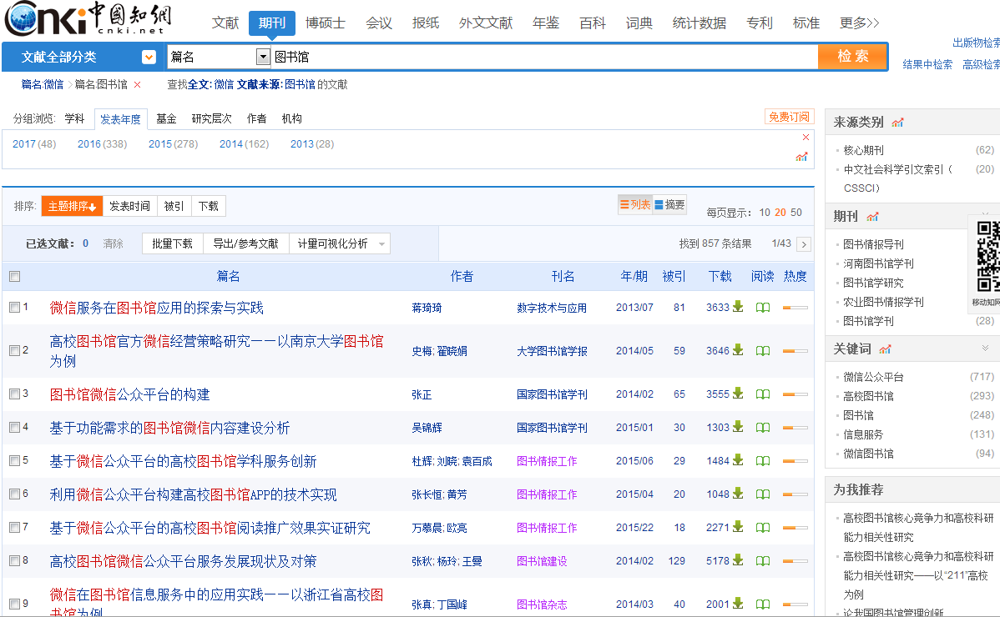 Cnki 中國知網
cnki.net
文献 期刊 博硕士 会议 报纸 外文文献 年鉴 百科 词典 统计数据 专利 标准 更多>>
出版物检索
文献全部分类 篇名 图书馆 检 索
结果中检索 高级检索
篇名:微信 > 篇名:图书馆 × 查找全文:微信 文献来源:图书馆 的文献
分组浏览: 学科 发表年度 基金 研究层次 作者 机构 免费订阅
2017(48) 2016(338) 2015(278) 2014(162) 2013(28) ×
排序: 主题排序↓ 发表时间 被引 下载 列表 摘要 每页显示: 10 20 50
已选文献: 0 清除 批量下载 导出/参考文献 计量可视化分析 找到 857 条结果 1/43 >
篇名 作者 刊名 年/期 被引 下载 阅读 热度
1 微信服务在图书馆应用的探索与实践 蒋琦琦 数字技术与应用 2013/07 81 3633
2 高校图书馆官方微信经营策略研究——以南京大学图书馆
为例 史梅; 翟晓娟 大学图书馆学报 2014/05 59 3646
3 图书馆微信公众平台的构建 张正 国家图书馆学刊 2014/02 65 3555
4 基于功能需求的图书馆微信内容建设分析 吴锦辉 国家图书馆学刊 2015/01 30 1303
5 基于微信公众平台的高校图书馆学科服务创新 杜辉; 刘晓; 袁百成 图书情报工作 2015/06 29 1484
6 利用微信公众平台构建高校图书馆APP的技术实现 张长恒; 黄芳 图书情报工作 2015/04 20 1048
7 基于微信公众平台的高校图书馆阅读推广效果实证研究 万慕晨; 欧亮 图书情报工作 2015/22 18 2271
8 高校图书馆微信公众平台服务发展现状及对策 张秋; 杨玲; 王曼 图书馆建设 2014/02 129 5178
9 微信在图书馆信息服务中的应用实践——以浙江省高校图
书馆为例 张真; 丁国峰 图书馆杂志 2014/03 40 2001
来源类别
核心期刊 (62)
中文社会科学引文索引( (20)
CSSCI)
期刊
图书情报导刊
河南图书馆学刊
图书馆学研究
农业图书情报学刊
图书馆学刊 (28)
移动知网
关键词
微信公众平台 (717)
高校图书馆 (293)
图书馆 (248)
信息服务 (131)
微信图书馆 (94)
为我推荐
高校图书馆核心竞争力和高校科研
能力相关性研究
高校图书馆核心竞争力和高校科研
能力相关性研究——以“211”高校
为例
论我国图书馆管理创新